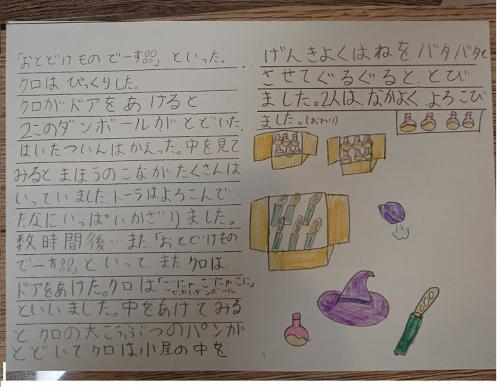 「おとどけものでーす。。」といった。
クロはびっくりした。
クロがドアをあけると
2このダンボールがとどいた。
はいたついんはかえった。中を見て
みるとまほうのこながたくさんは
いっていました。トーラはよろこんで
たなにいっぱいかざりました。
数時間後…また「おとどけもの
でーす。。」といって、またクロは、
ドアをあけた。クロは「ごにゃごにゃごに」
といいました。中をあけてみる
とクロの大こうぶつのパンが
とどいて、クロは小屋の中を
げんきよくはねをバタバタと
させてぐるぐると、とび
ました。2人は、なかよくよろこび
ました。(おわり)